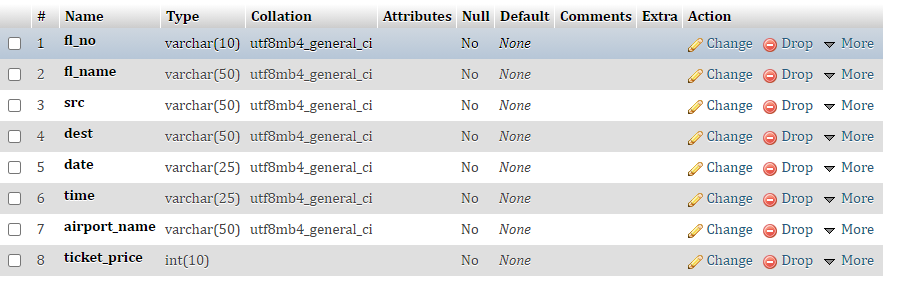 # Name Type Collation Attributes Null Default Comments Extra Action
1 fl_no varchar(10) utf8mb4_general_ci No None Change Drop More
2 fl_name varchar(50) utf8mb4_general_ci No None Change Drop More
3 src varchar(50) utf8mb4_general_ci No None Change Drop More
4 dest varchar(50) utf8mb4_general_ci No None Change Drop More
5 date varchar(25) utf8mb4_general_ci No None Change Drop More
6 time varchar(25) utf8mb4_general_ci No None Change Drop More
7 airport_name varchar(50) utf8mb4_general_ci No None Change Drop More
8 ticket_price int(10) No None Change Drop More